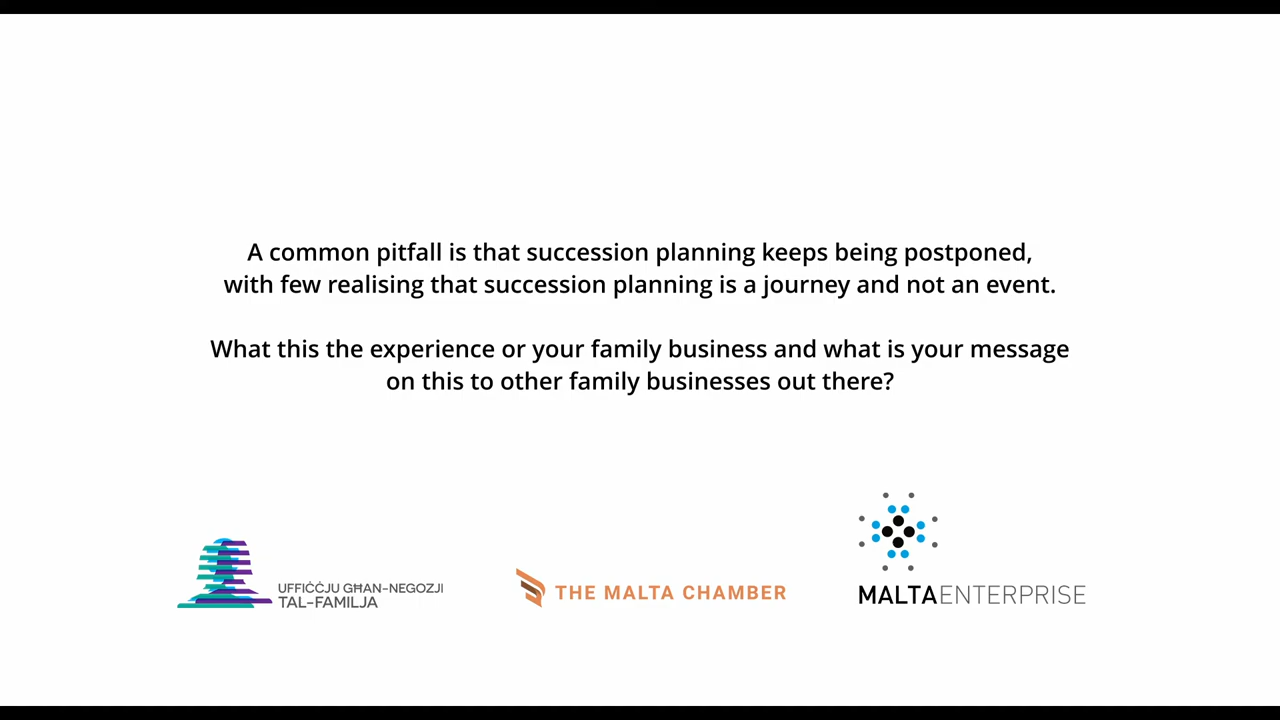 A common pitfall is that succession planning keeps being postponed,
with few realising that succession planning is a journey and not an event.
What this the experience or your family business and what is your message
on this to other family businesses out there?
UFFIĊĊJU GĦAN-NEGOZJI
TAL-FAMILJA
THE MALTA CHAMBER
MALTAENTERPRISE